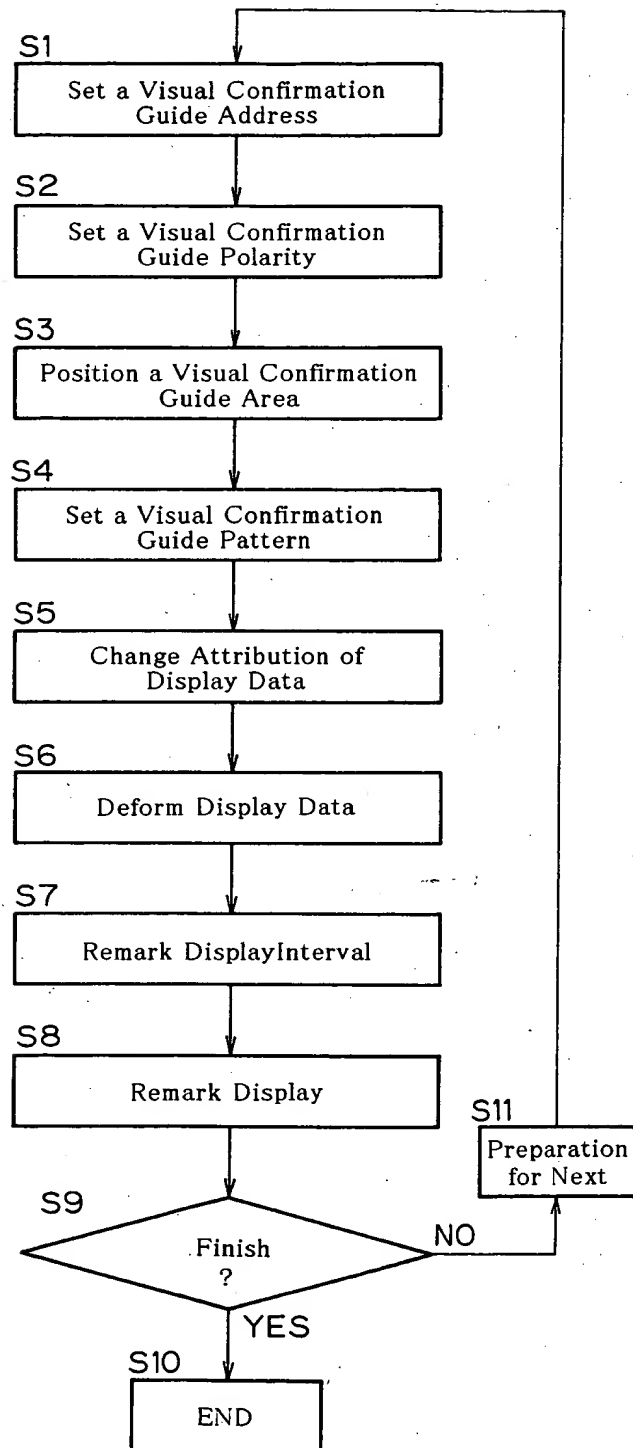 S1
Set a Visual Confirmation
Guide Address
S2
Set a Visual Confirmation
Guide Polarity
S3
Position a Visual Confirmation
Guide Area
S4
Set a Visual Confirmation
Guide Pattern
S5
Change Attribution of
Display Data
S6
Deform Display Data
S7
Remark DisplayInterval
S8
Remark Display
S11
Preparation
for Next
S9
Finish
?
NO
YES
S10
END